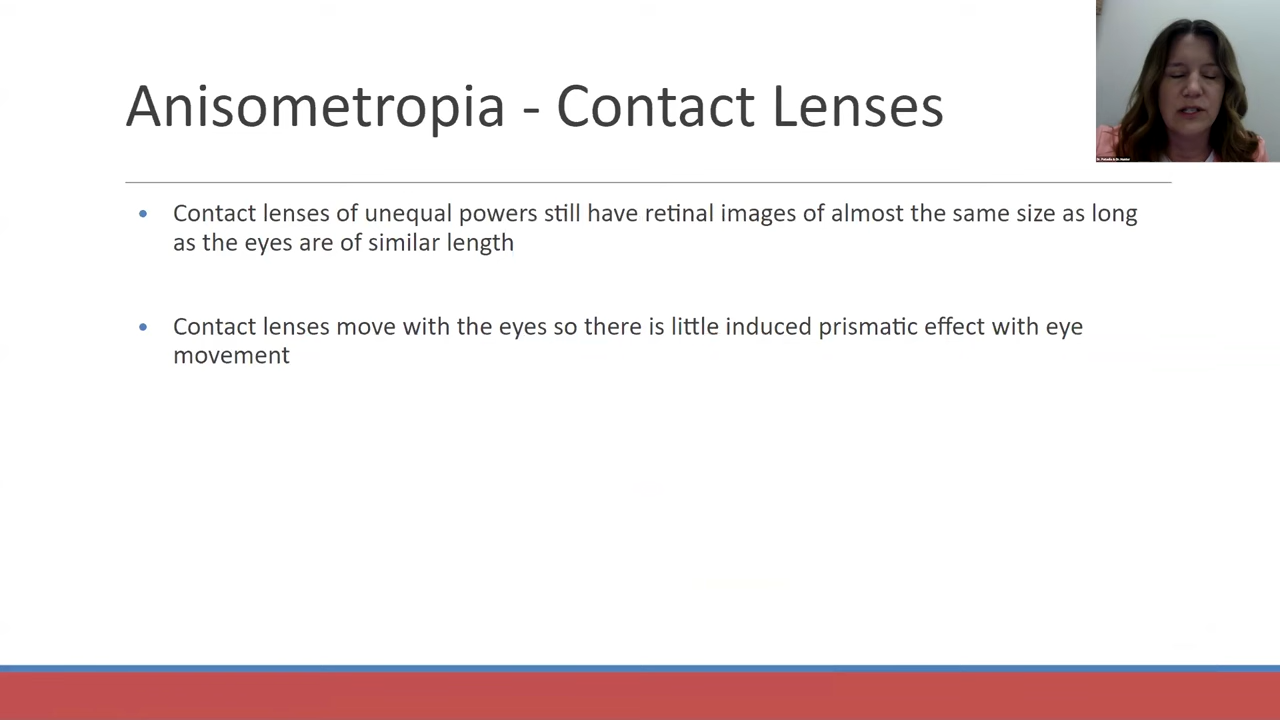 Anisometropia - Contact Lenses
• Contact lenses of unequal powers still have retinal images of almost the same size as long
as the eyes are of similar length
• Contact lenses move with the eyes so there is little induced prismatic effect with eye
movement